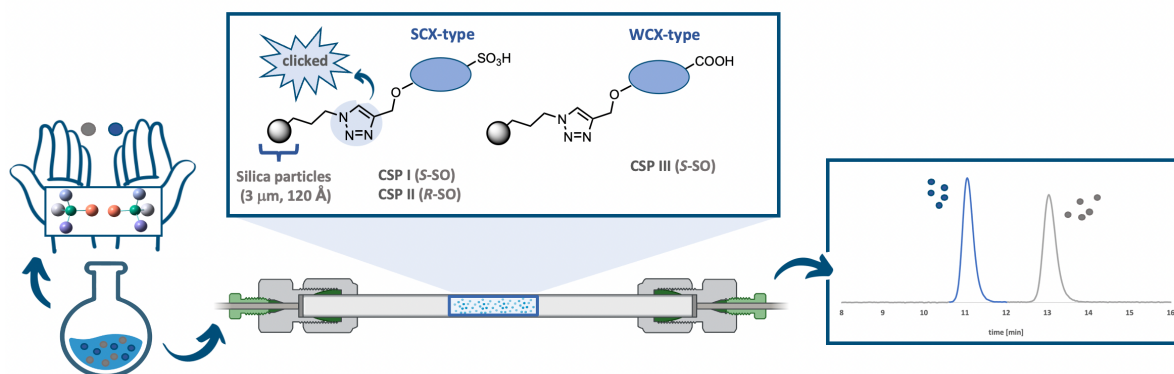 SCX-type
WCX-type
clicked
SO₃H
COOH
O
O
N
N=N
N
N=N
Silica particles
(3 µm, 120 Å)
CSP I (S-SO)
CSP II (R-SO)
CSP III (S-SO)
8 9 10 11 12 13 14 15 16
time [min]